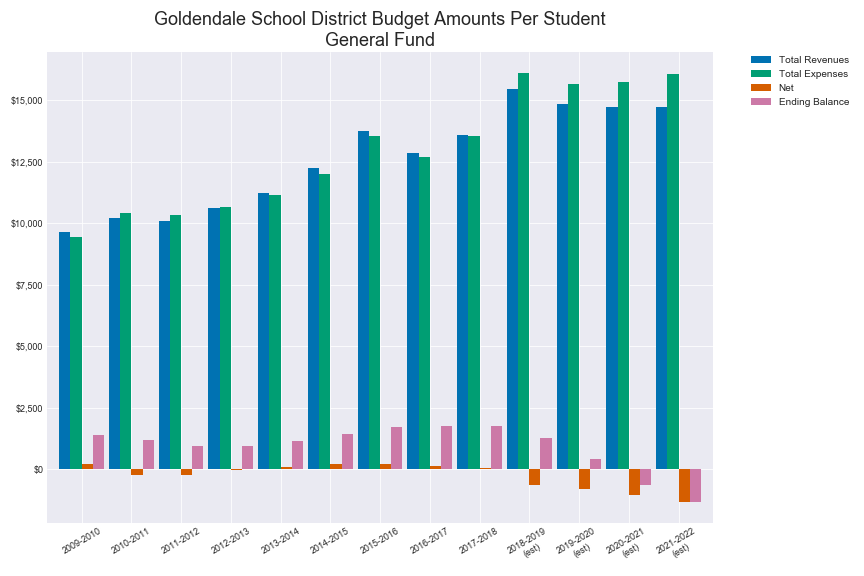 Goldendale School District Budget Amounts Per Student
General Fund
Total Revenues
Total Expenses
Net
Ending Balance
$15,000
$12,500
$10,000
$7,500
$5,000
$2,500
$0
2009-2010
2010-2011
2011-2012
2012-2013
2013-2014
2014-2015
2015-2016
2016-2017
2017-2018
2018-2019
(est)
2019-2020
(est)
2020-2021
(est)
2021-2022
(est)